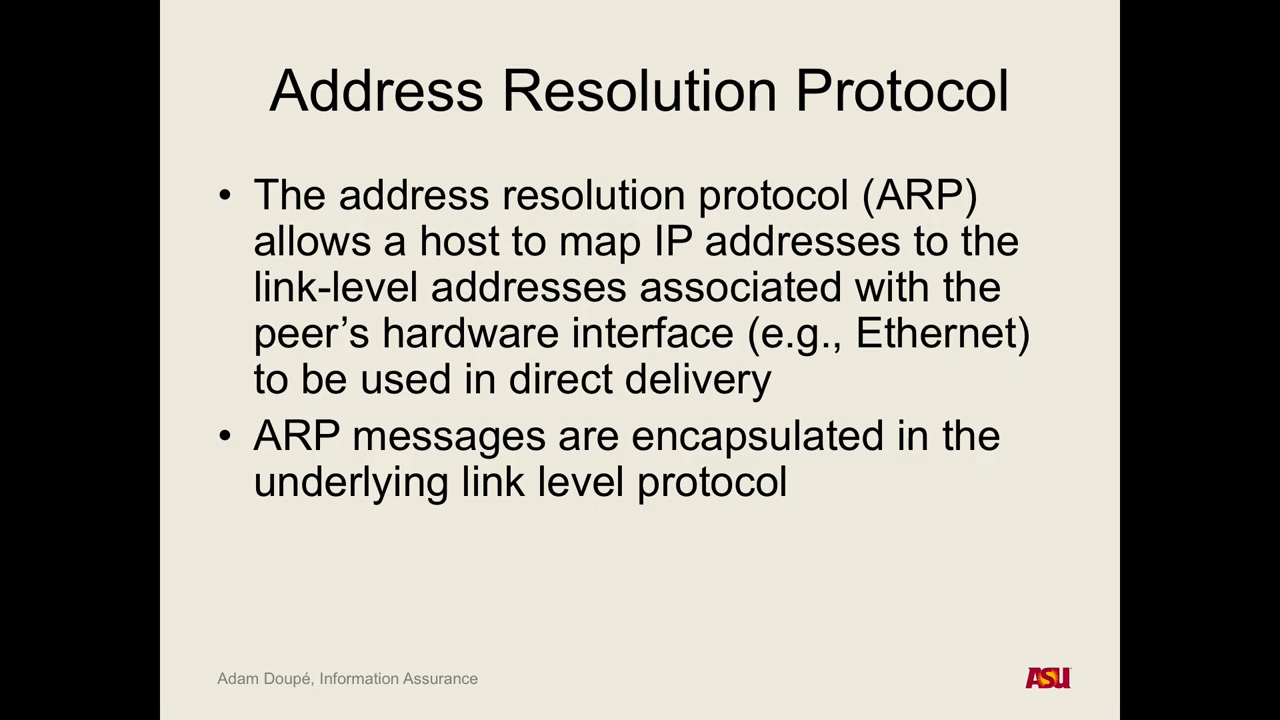 Address Resolution Protocol
• The address resolution protocol (ARP)
allows a host to map IP addresses to the
link-level addresses associated with the
peer’s hardware interface (e.g., Ethernet)
to be used in direct delivery
• ARP messages are encapsulated in the
underlying link level protocol
Adam Doupé, Information Assurance
ASU